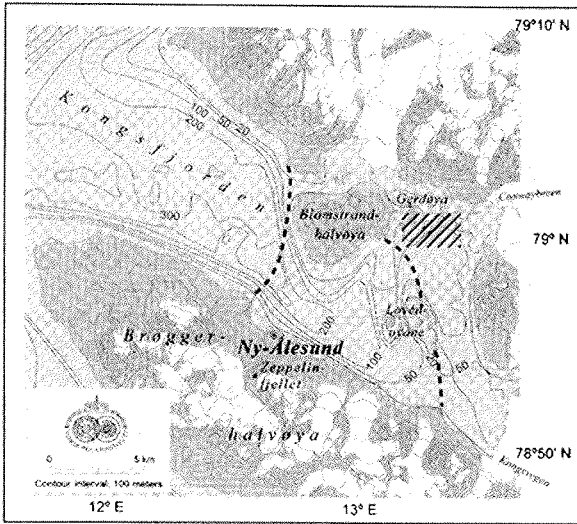 79°10' N
Kongsfjorden
100 50 20
200
300
Gerdøya
Blomstrand-
halvøya
79° N
Lovén-
øyane
200
100
20
50
50
Brøgger-
Ny-Ålesund
Zeppelin
fjellet
halvøya
78°50' N
Kongsvegen
0 5 km
Contour interval: 100 meters
12° E 13° E